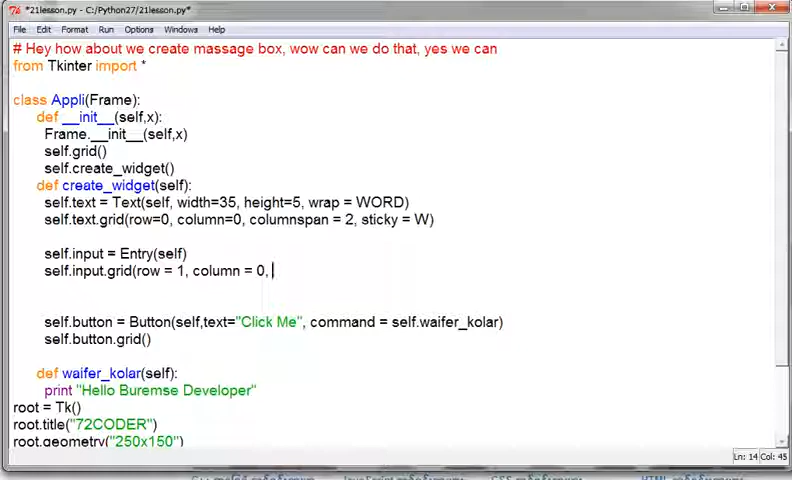 *21lesson.py - C:/Python27/21lesson.py*
File Edit Format Run Options Windows Help
# Hey how about we create massage box, wow can we do that, yes we can
from Tkinter import *
class Appli(Frame):
def __init__(self,x):
Frame.__init__(self,x)
self.grid()
self.create_widget()
def create_widget(self):
self.text = Text(self, width=35, height=5, wrap = WORD)
self.text.grid(row=0, column=0, columnspan = 2, sticky = W)
self.input = Entry(self)
self.input.grid(row = 1, column = 0,
self.button = Button(self,text="Click Me", command = self.waifer_kolar)
self.button.grid()
def waifer_kolar(self):
print "Hello Buremse Developer"
root = Tk()
root.title("72CODER")
root.geometry("250x150")
Ln: 14 Col: 45